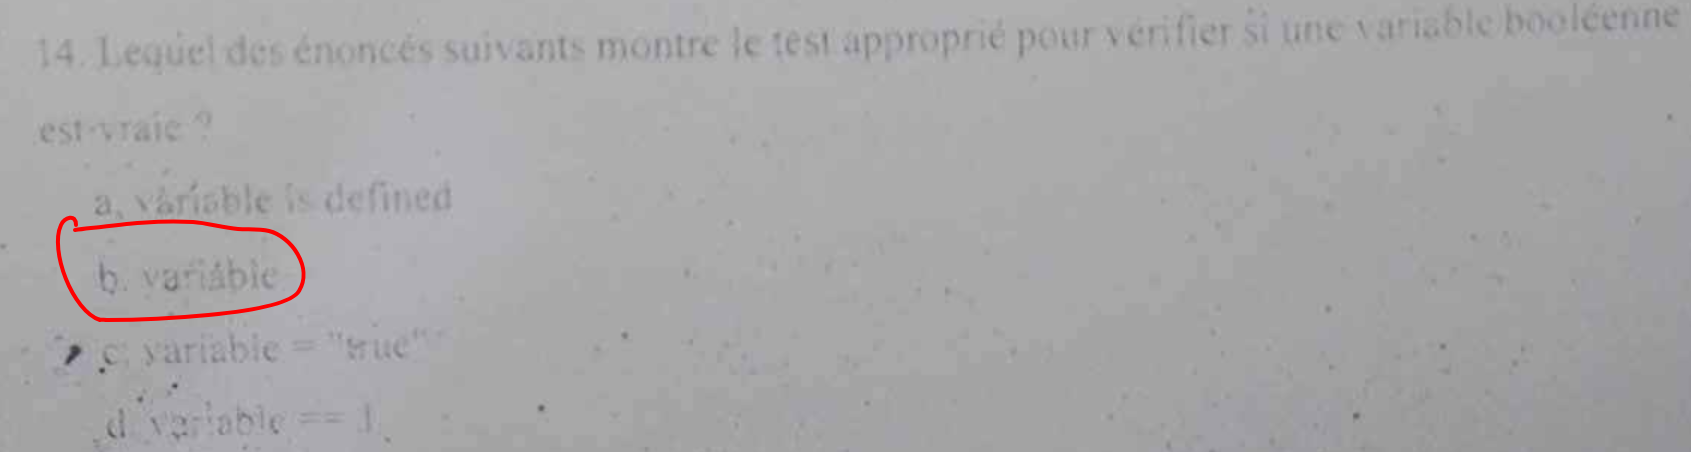 14. Lequel des énoncés suivants montre le test approprié pour vérifier si une variable booléenne
est vraie ?
a. variable is defined
b. variable
c. variable = "true"
d. variable == 1